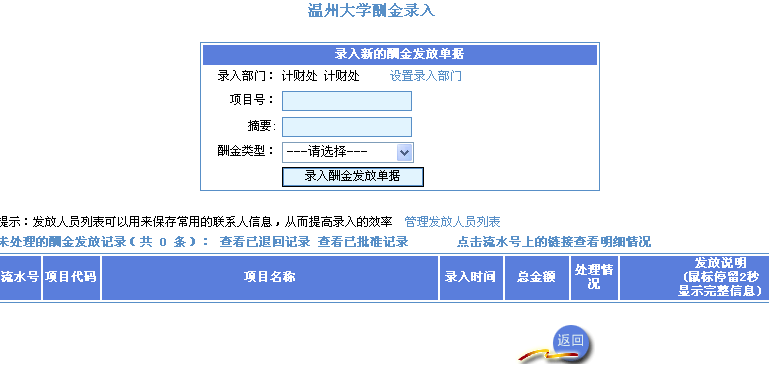 温州大学酬金录入
录入新的酬金发放单据
录入部门： 计财处 计财处 设置录入部门
项目号：
摘要:
酬金类型： ---请选择---
录入酬金发放单据
提示：发放人员列表可以用来保存常用的联系人信息，从而提高录入的效率 管理发放人员列表
未处理的酬金发放记录(共 0 条)： 查看已退回记录 查看已批准记录 点击流水号上的链接查看明细情况
流水号 项目代码 项目名称 录入时间 总金额 处理情况 发放说明
(鼠标停留2秒
显示完整信息)
返回